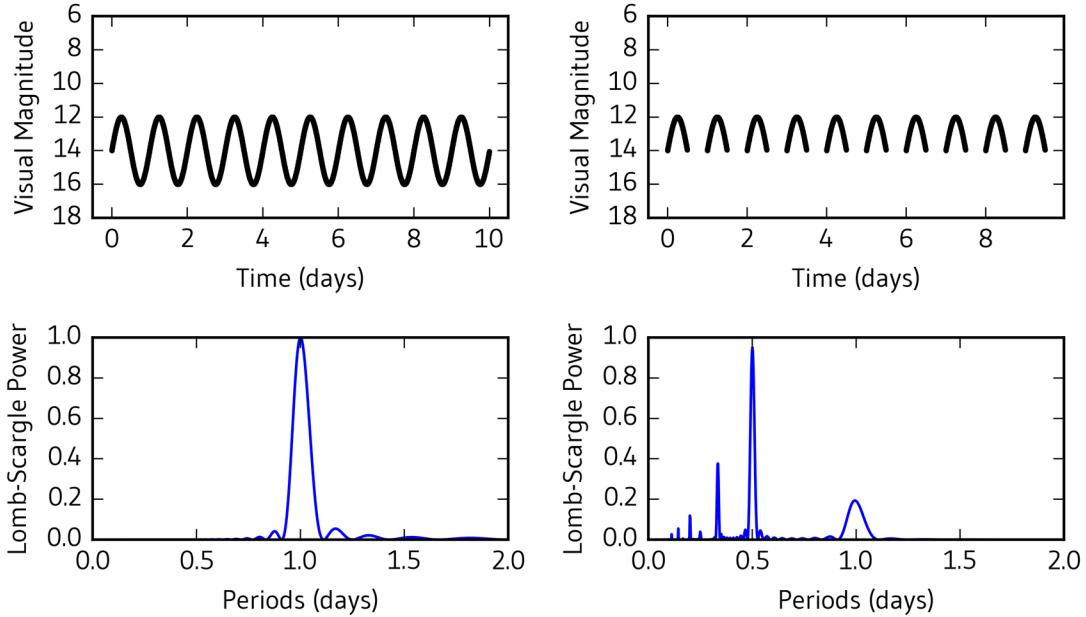 6
8
10
12
14
16
18
Visual Magnitude
0 2 4 6 8 10
Time (days)
6
8
10
12
14
16
18
Visual Magnitude
0 2 4 6 8
Time (days)
1.0
0.8
0.6
0.4
0.2
0.0
Lomb-Scargle Power
0.0 0.5 1.0 1.5 2.0
Periods (days)
1.0
0.8
0.6
0.4
0.2
0.0
Lomb-Scargle Power
0.0 0.5 1.0 1.5 2.0
Periods (days)